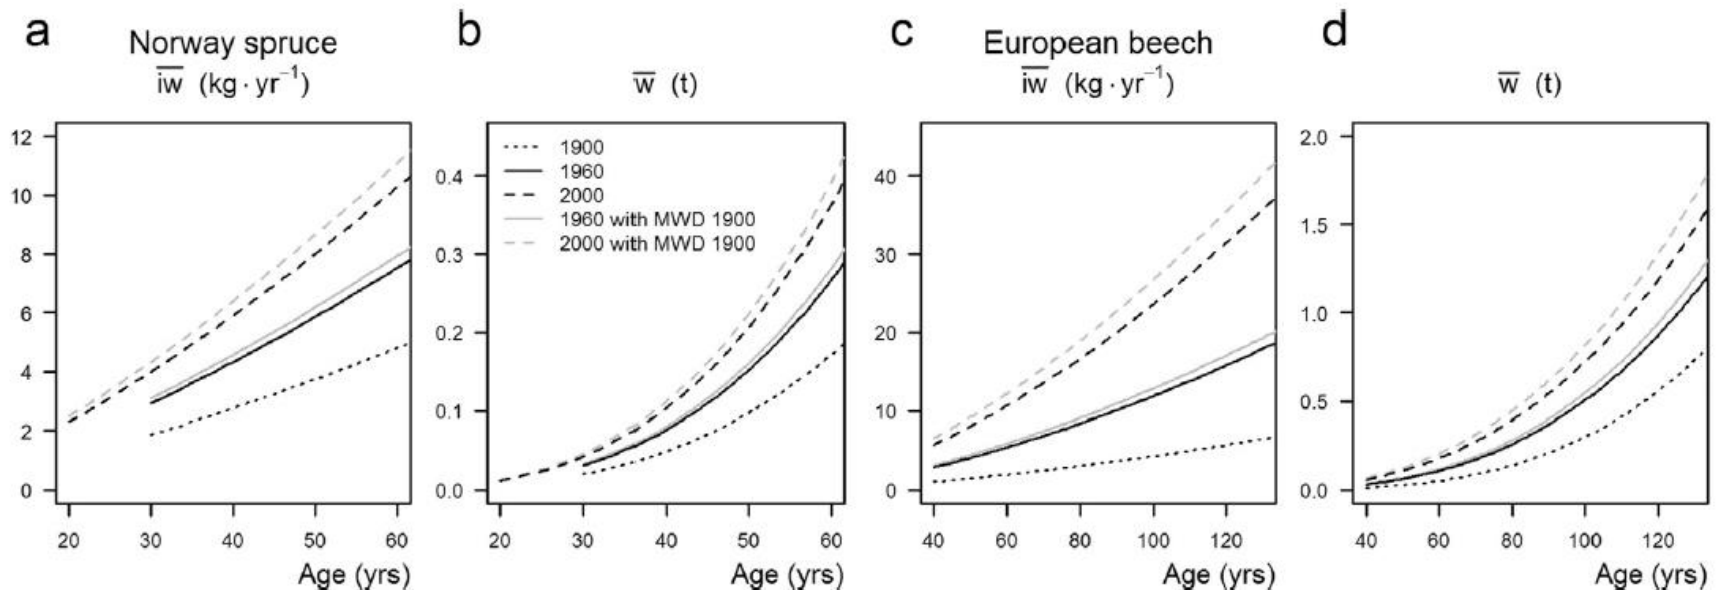 a
Norway spruce
i̅w̅ (kg · yr⁻¹)
12
10
8
6
4
2
0
20 30 40 50 60
Age (yrs)
b
w̅ (t)
1900
1960
2000
1960 with MWD 1900
2000 with MWD 1900
0.4
0.3
0.2
0.1
0.0
20 30 40 50 60
Age (yrs)
c
European beech
i̅w̅ (kg · yr⁻¹)
40
30
20
10
0
40 60 80 100 120
Age (yrs)
d
w̅ (t)
2.0
1.5
1.0
0.5
0.0
40 60 80 100 120
Age (yrs)